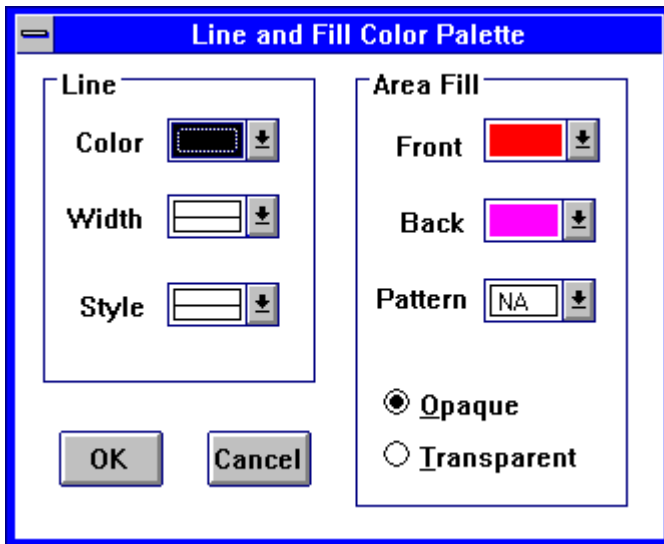 Line and Fill Color Palette
Line
Color
Width
Style
OK
Cancel
Area Fill
Front
Back
Pattern
NA
Opaque
Transparent